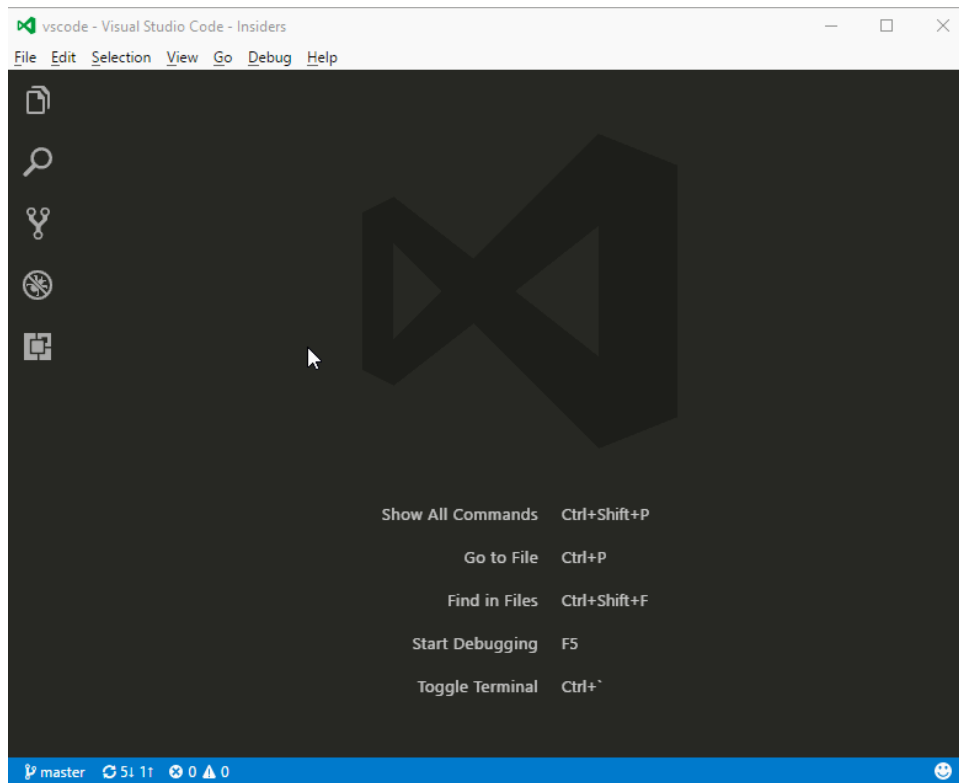 vscode - Visual Studio Code - Insiders
File Edit Selection View Go Debug Help
Show All Commands Ctrl+Shift+P
Go to File Ctrl+P
Find in Files Ctrl+Shift+F
Start Debugging F5
Toggle Terminal Ctrl+`
master 5↓ 1↑ 0 0